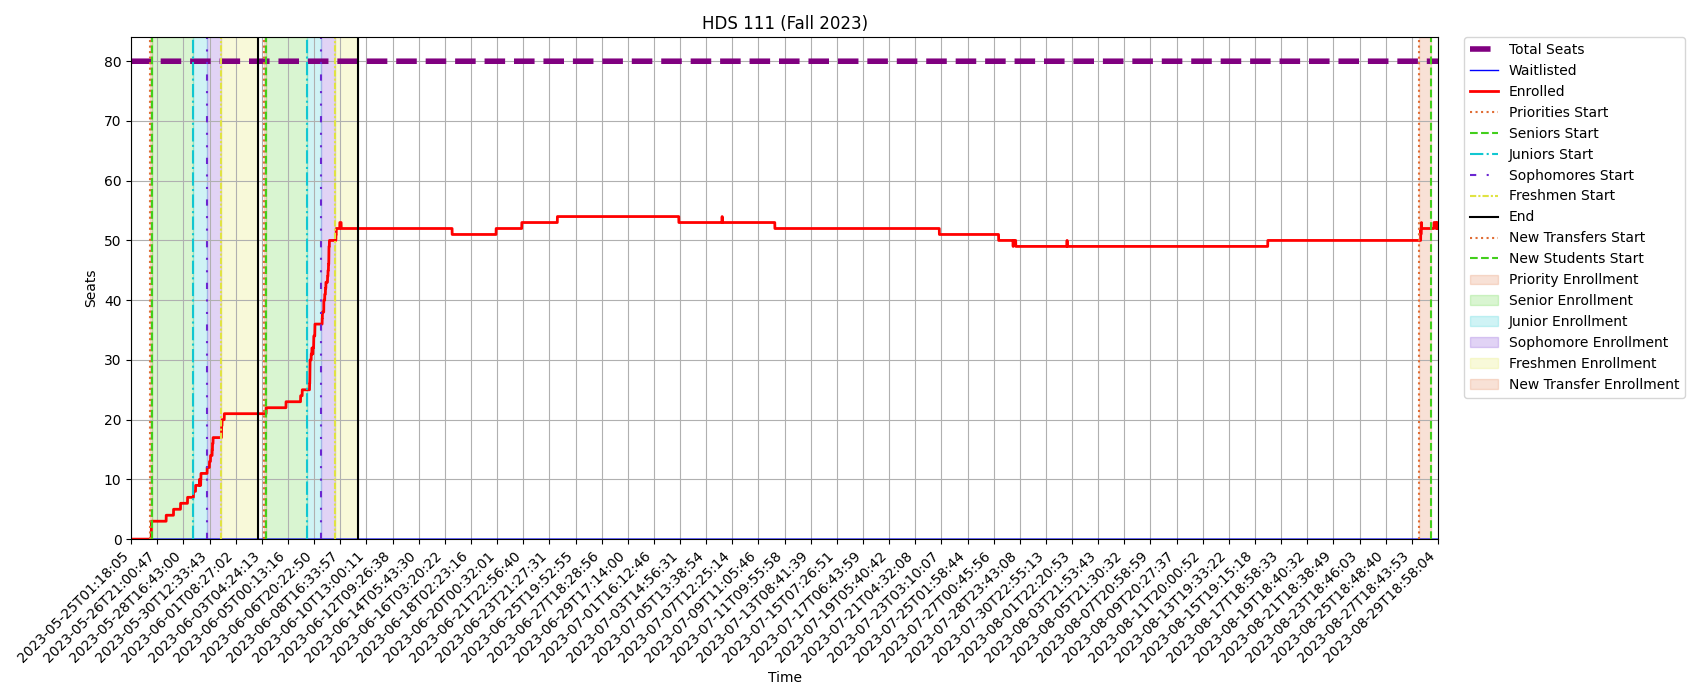 HDS 111 (Fall 2023)
Seats
80
70
60
50
40
30
20
10
0
2023-05-25T01:18:05
2023-05-26T21:00:47
2023-05-28T16:43:00
2023-05-30T12:33:43
2023-06-01T08:27:02
2023-06-03T04:24:13
2023-06-05T00:13:16
2023-06-06T20:22:50
2023-06-08T16:33:57
2023-06-10T13:00:11
2023-06-12T09:26:38
2023-06-14T05:43:30
2023-06-16T03:20:22
2023-06-18T02:23:16
2023-06-20T00:32:01
2023-06-21T22:56:40
2023-06-23T21:27:31
2023-06-25T19:52:55
2023-06-27T18:28:56
2023-06-29T17:14:00
2023-07-01T16:12:46
2023-07-03T14:56:31
2023-07-05T13:38:54
2023-07-07T12:25:14
2023-07-09T11:05:46
2023-07-11T09:55:58
2023-07-13T08:41:39
2023-07-15T07:26:51
2023-07-17T06:43:59
2023-07-19T05:40:42
2023-07-21T04:32:08
2023-07-23T03:10:07
2023-07-25T01:58:44
2023-07-27T00:45:56
2023-07-28T23:43:08
2023-07-30T22:55:13
2023-08-01T22:20:53
2023-08-03T21:53:43
2023-08-05T21:30:32
2023-08-07T20:58:59
2023-08-09T20:27:37
2023-08-11T20:00:52
2023-08-13T19:33:22
2023-08-15T19:15:18
2023-08-17T18:58:33
2023-08-19T18:40:32
2023-08-21T18:38:49
2023-08-23T18:46:03
2023-08-25T18:48:40
2023-08-27T18:43:53
2023-08-29T18:58:04
Time
Total Seats
Waitlisted
Enrolled
Priorities Start
Seniors Start
Juniors Start
Sophomores Start
Freshmen Start
End
New Transfers Start
New Students Start
Priority Enrollment
Senior Enrollment
Junior Enrollment
Sophomore Enrollment
Freshmen Enrollment
New Transfer Enrollment